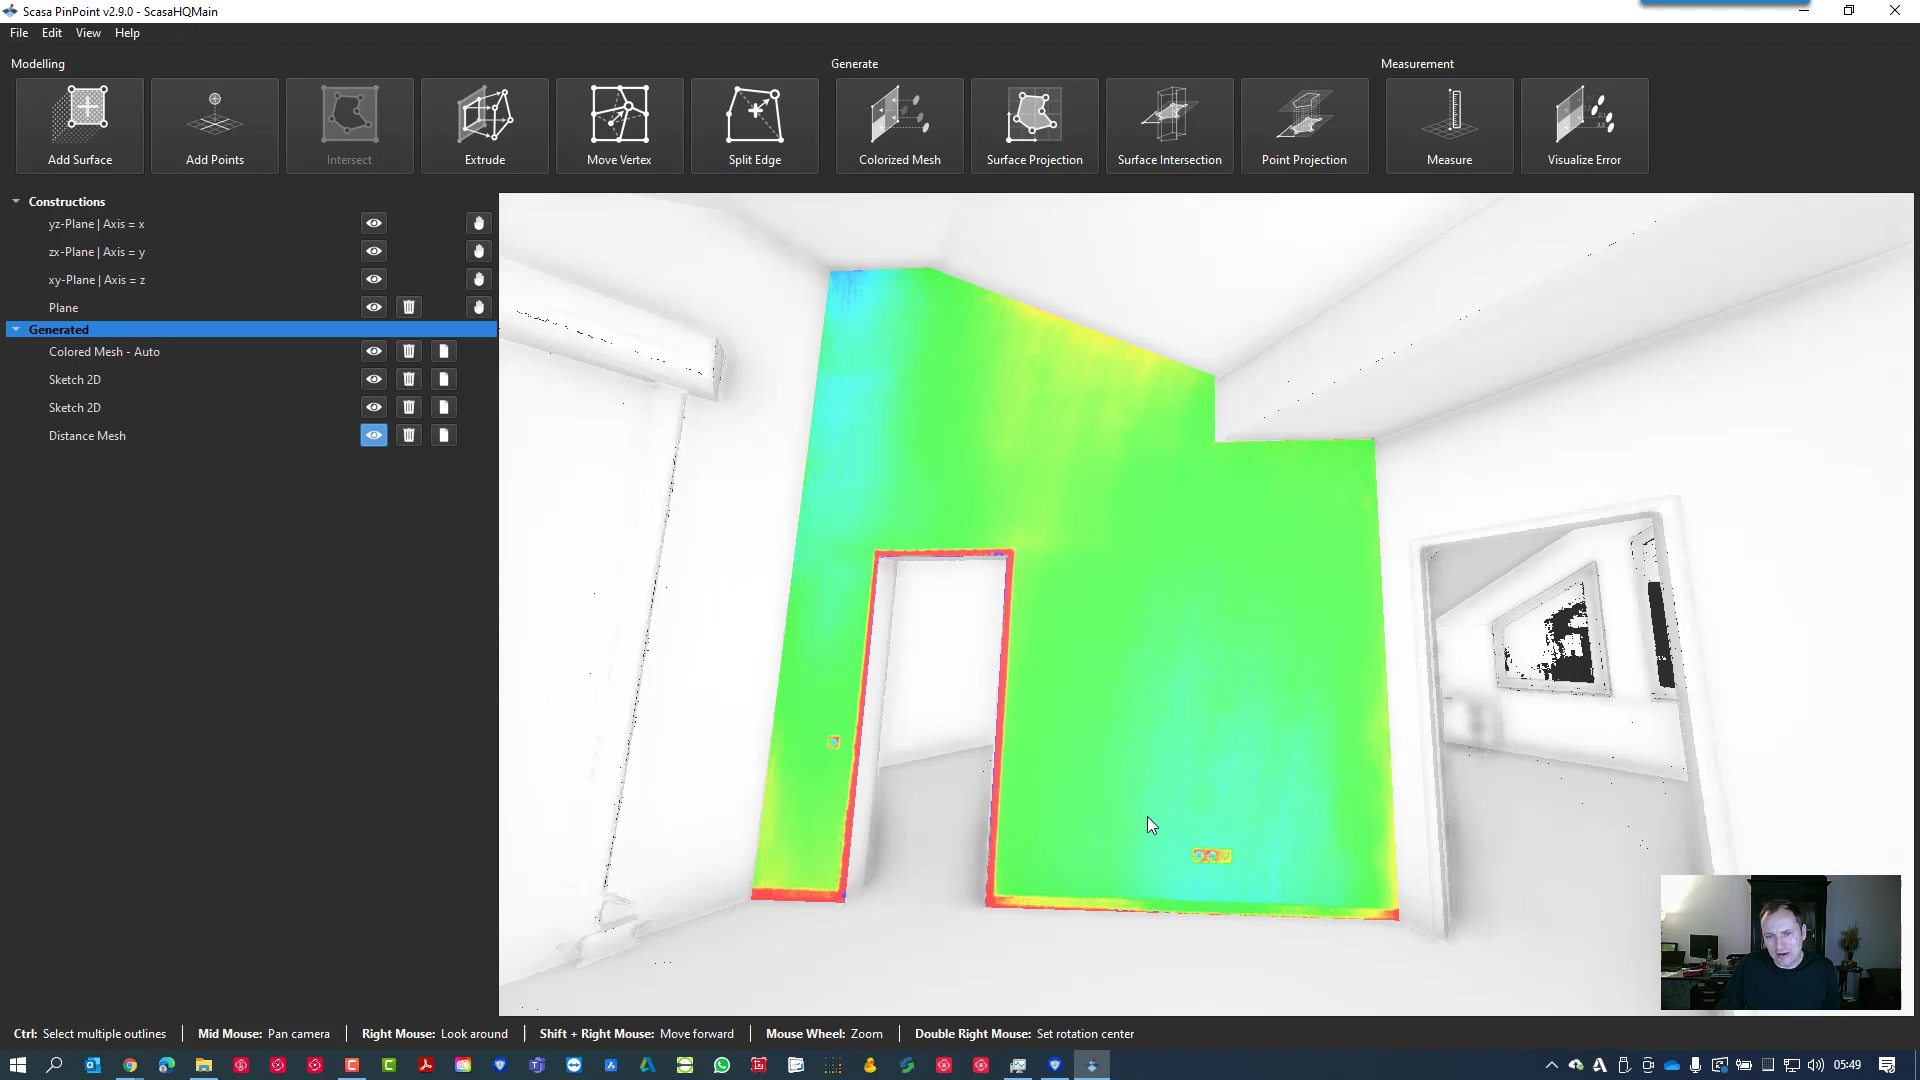 Scasa PinPoint v2.9.0 - ScasaHQMain
File Edit View Help
Modelling Generate Measurement
Add Surface Add Points Intersect Extrude Move Vertex Split Edge Colorized Mesh Surface Projection Surface Intersection Point Projection Measure Visualize Error
Constructions
yz-Plane | Axis = x
zx-Plane | Axis = y
xy-Plane | Axis = z
Plane
Generated
Colored Mesh - Auto
Sketch 2D
Sketch 2D
Distance Mesh
Ctrl: Select multiple outlines Mid Mouse: Pan camera Right Mouse: Look around Shift + Right Mouse: Move forward Mouse Wheel: Zoom Double Right Mouse: Set rotation center
05:49